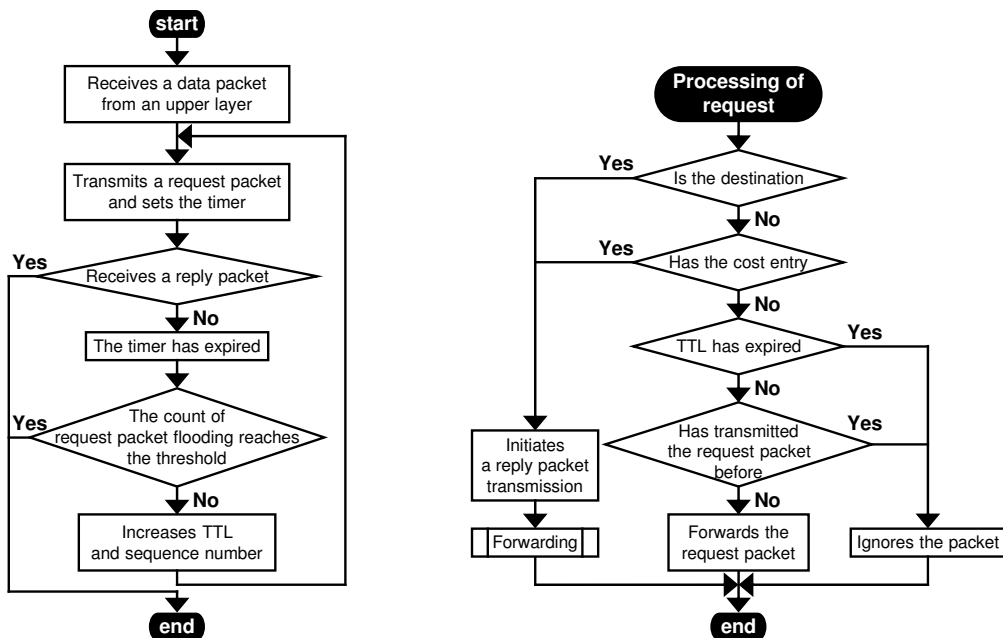 start
Receives a data packet
from an upper layer
Transmits a request packet
and sets the timer
Yes
Receives a reply packet
No
The timer has expired
Yes
The count of
request packet flooding reaches
the threshold
No
Increases TTL
and sequence number
end
Processing of
request
Yes
Is the destination
No
Yes
Has the cost entry
No
Yes
TTL has expired
No
Yes
Has transmitted
the request packet
before
No
Initiates
a reply packet
transmission
Forwarding
Forwards the
request packet
Ignores the packet
end